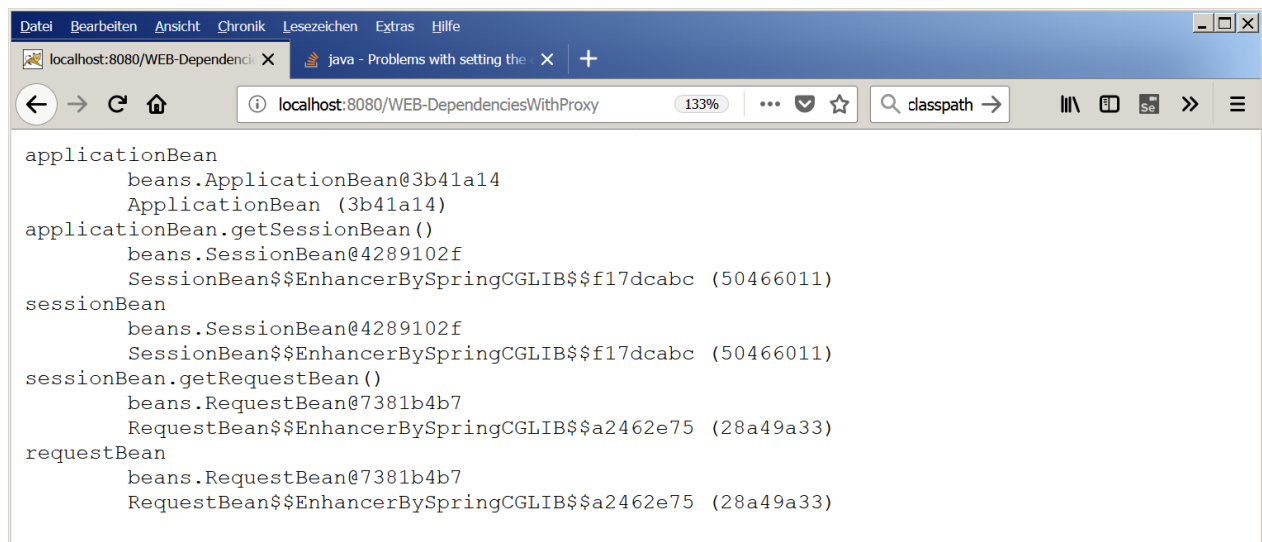 Datei Bearbeiten Ansicht Chronik Lesezeichen Extras Hilfe
localhost:8080/WEB-Dependenci java - Problems with setting the
localhost:8080/WEB-DependenciesWithProxy 133% classpath Se
applicationBean
beans.ApplicationBean@3b41a14
ApplicationBean (3b41a14)
applicationBean.getSessionBean()
beans.SessionBean@4289102f
SessionBean$$EnhancerBySpringCGLIB$$f17dcabc (50466011)
sessionBean
beans.SessionBean@4289102f
SessionBean$$EnhancerBySpringCGLIB$$f17dcabc (50466011)
sessionBean.getRequestBean()
beans.RequestBean@7381b4b7
RequestBean$$EnhancerBySpringCGLIB$$a2462e75 (28a49a33)
requestBean
beans.RequestBean@7381b4b7
RequestBean$$EnhancerBySpringCGLIB$$a2462e75 (28a49a33)